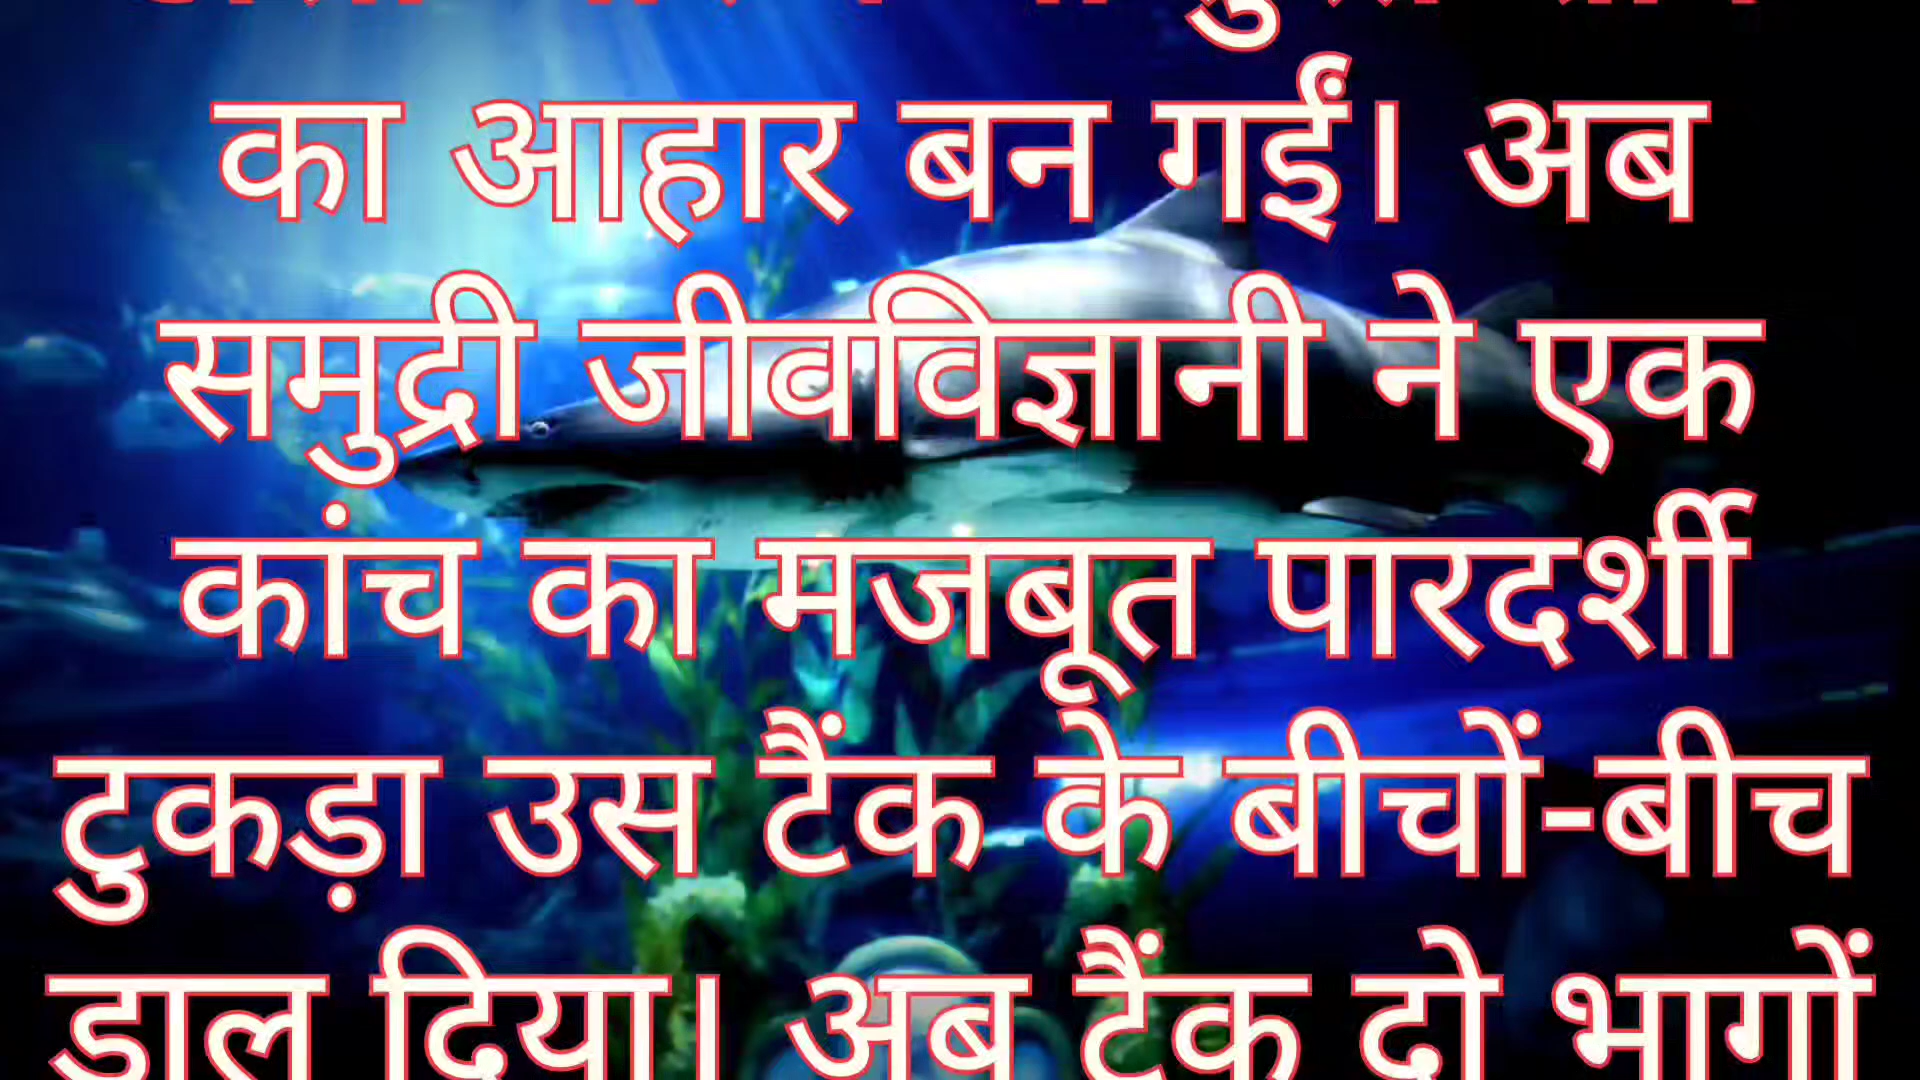 का आहार बन गईं। अब
समुद्री जीवविज्ञानी ने एक
कांच का मजबूत पारदर्शी
टुकड़ा उस टैंक के बीचों-बीच
डाल दिया। अब टैंक दो भागों